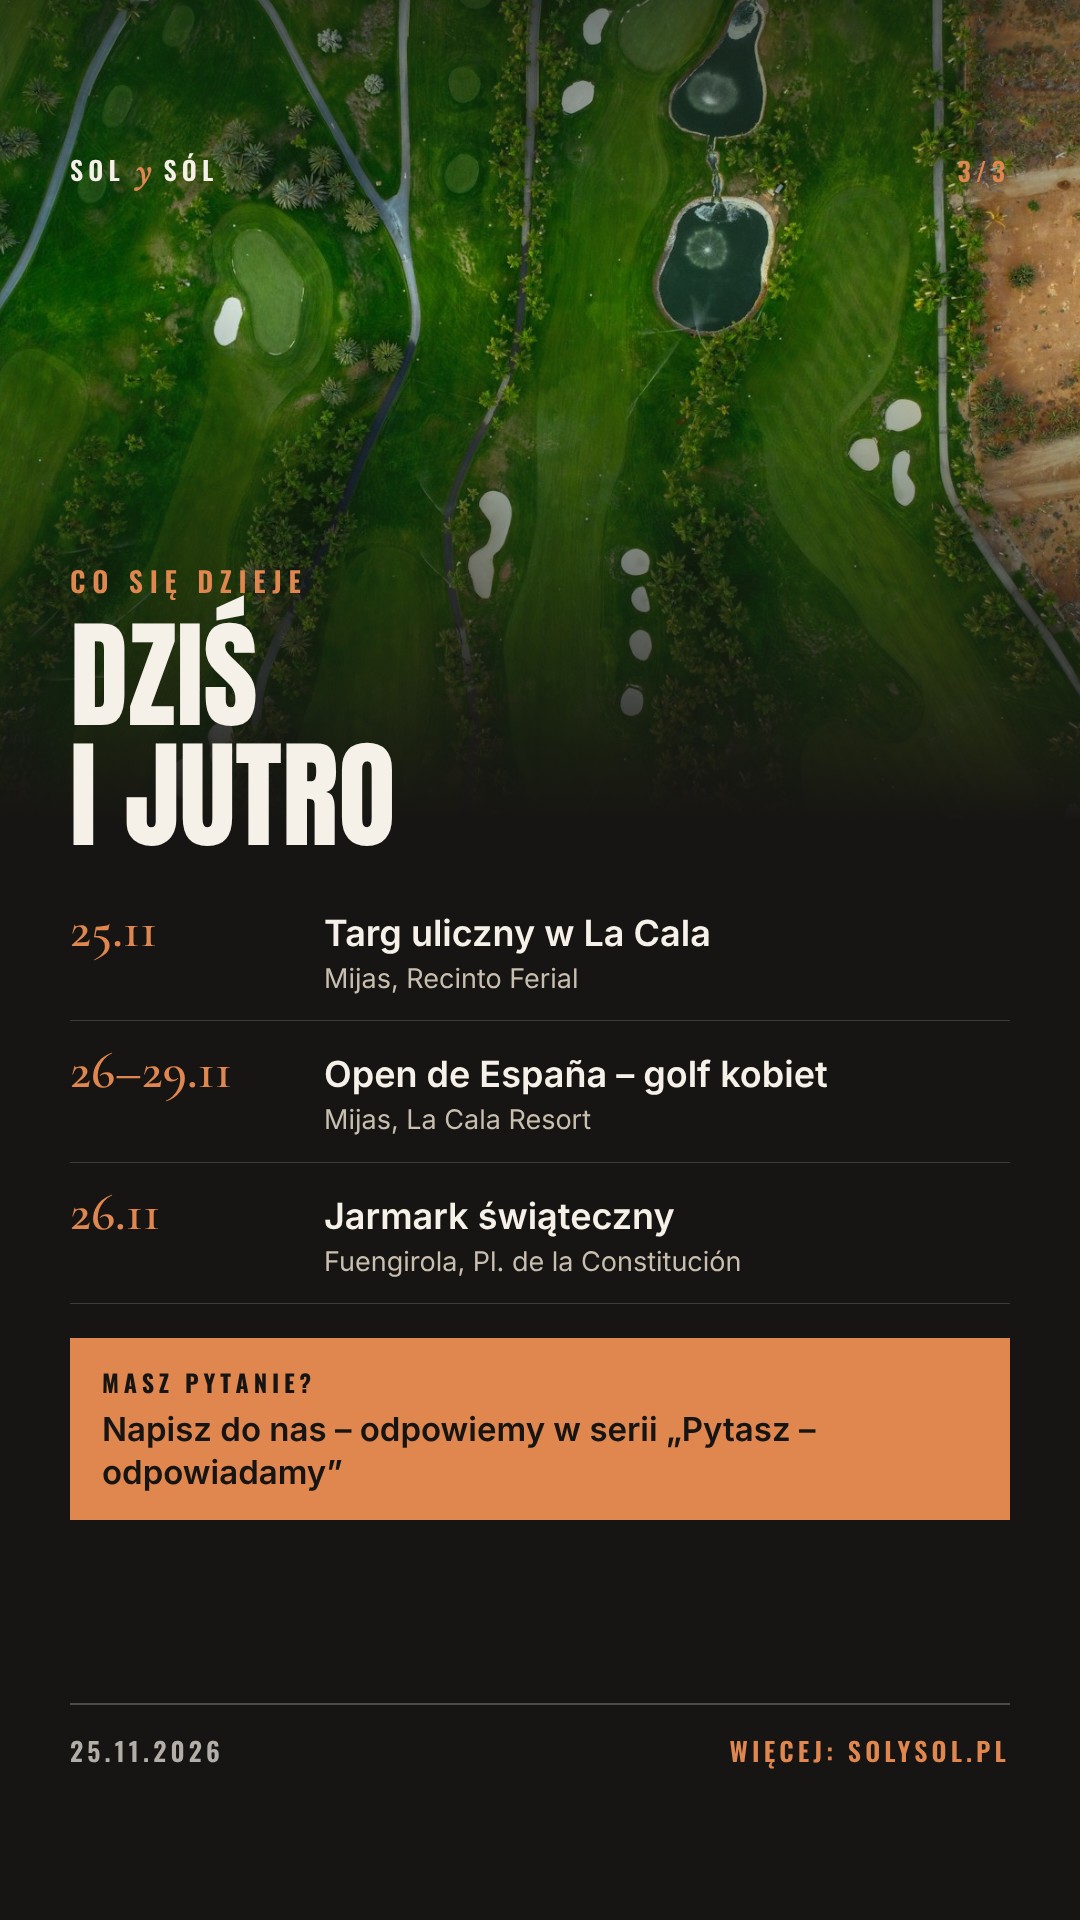 SOL y SÓL
3/3
CO SIĘ DZIEJE
DZIŚ
I JUTRO
25.11
Targ uliczny w La Cala
Mijas, Recinto Ferial
26–29.11
Open de España – golf kobiet
Mijas, La Cala Resort
26.11
Jarmark świąteczny
Fuengirola, Pl. de la Constitución
MASZ PYTANIE?
Napisz do nas – odpowiemy w serii „Pytasz –
odpowiadamy”
25.11.2026
WIĘCEJ: SOLYSOL.PL